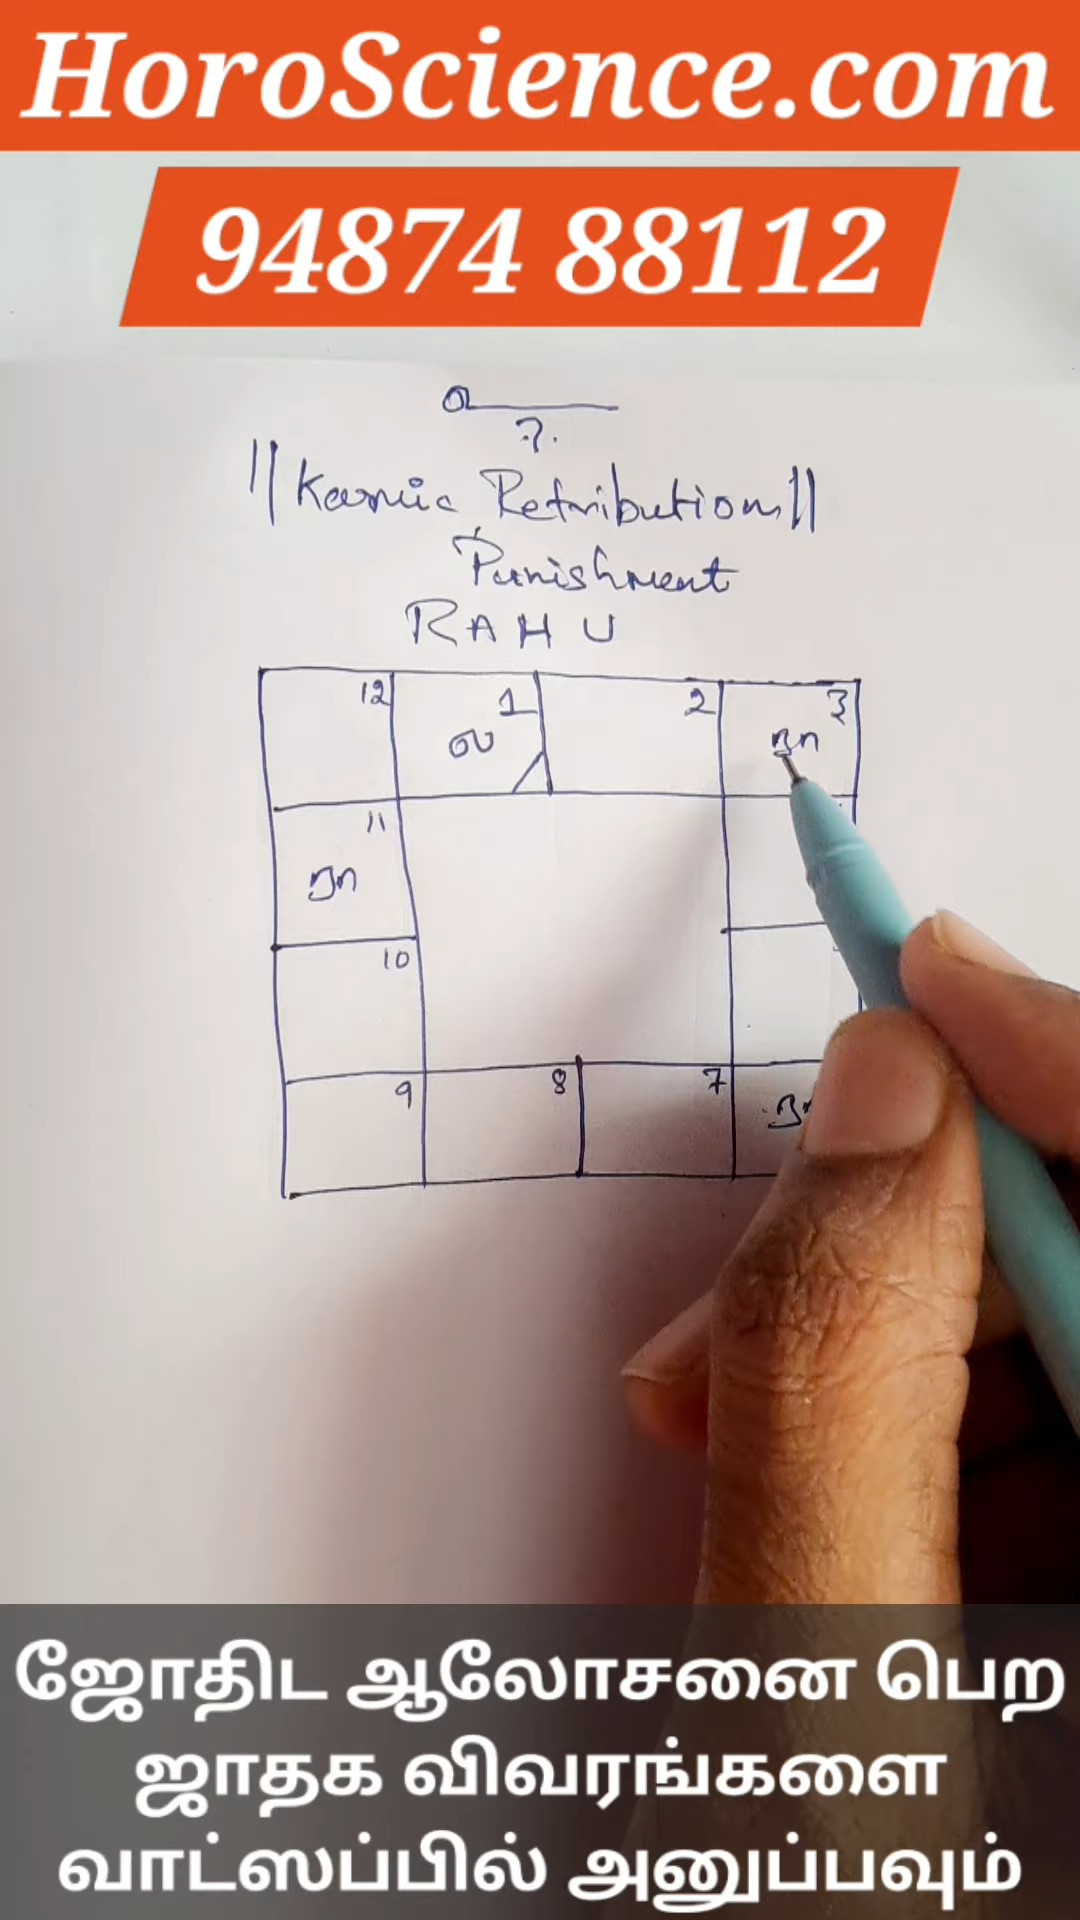 HoroScience.com
94874 88112
உ
?
||Karmic Retribution||
Punishment
RAHU
12 1 2 3
ல ரா
11
ரா
10
9 8 7
ரா
ஜோதிட ஆலோசனை பெற
ஜாதக விவரங்களை
வாட்ஸப்பில் அனுப்பவும்